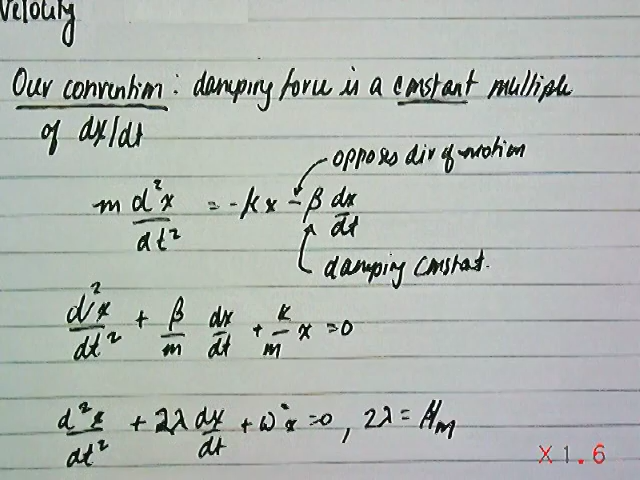 velocity
Our convention: damping force is a constant multiple
of dx/dt
opposes dir of motion
m d²x/dt² = -kx - β dx/dt
damping constant.
d²x/dt² + β/m dx/dt + k/m x = 0
d²x/dt² + 2λ dx/dt + ω²x = 0, 2λ = β/m
X1.6